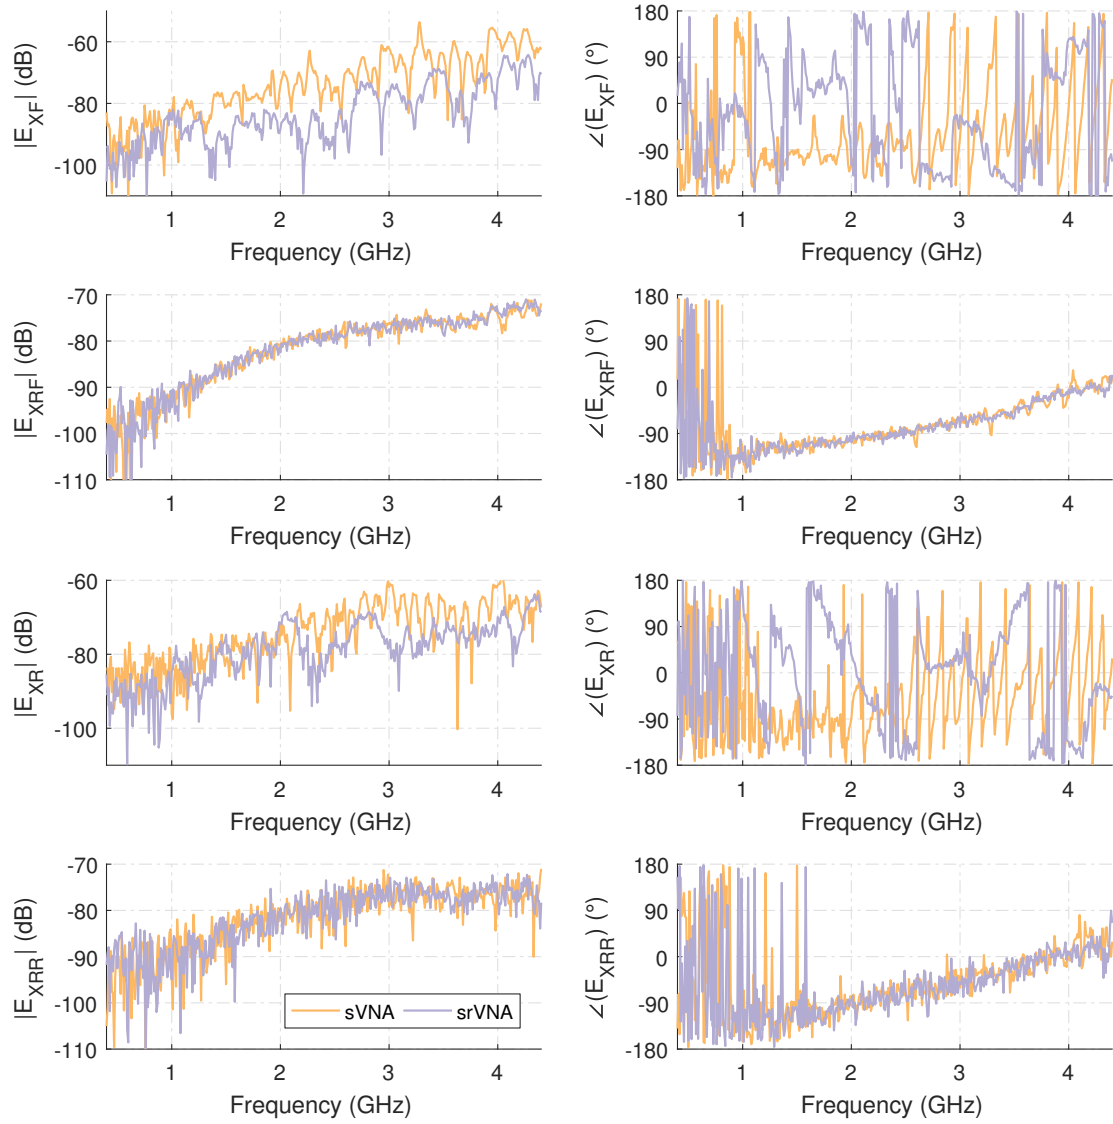 |E_XF| (dB)
-60
-80
-100
1 2 3 4
Frequency (GHz)
∠(E_XF) (°)
180
90
0
-90
-180
1 2 3 4
Frequency (GHz)
|E_XRF| (dB)
-70
-80
-90
-100
-110
1 2 3 4
Frequency (GHz)
∠(E_XRF) (°)
180
90
0
-90
-180
1 2 3 4
Frequency (GHz)
|E_XR| (dB)
-60
-80
-100
1 2 3 4
Frequency (GHz)
∠(E_XR) (°)
180
90
0
-90
-180
1 2 3 4
Frequency (GHz)
|E_XRR| (dB)
-70
-80
-90
-100
-110
sVNA srVNA
1 2 3 4
Frequency (GHz)
∠(E_XRR) (°)
180
90
0
-90
-180
1 2 3 4
Frequency (GHz)